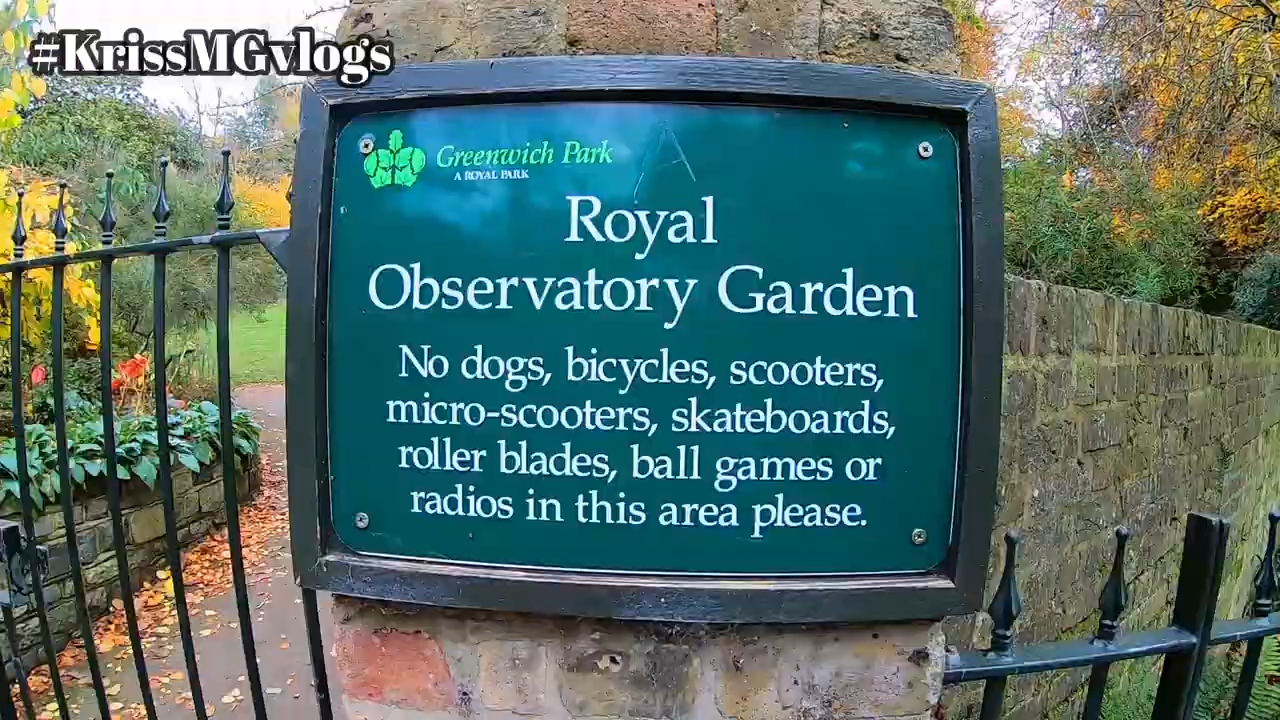 #KrissMGvlogs
Greenwich Park
A ROYAL PARK
Royal
Observatory Garden
No dogs, bicycles, scooters,
micro-scooters, skateboards,
roller blades, ball games or
radios in this area please.